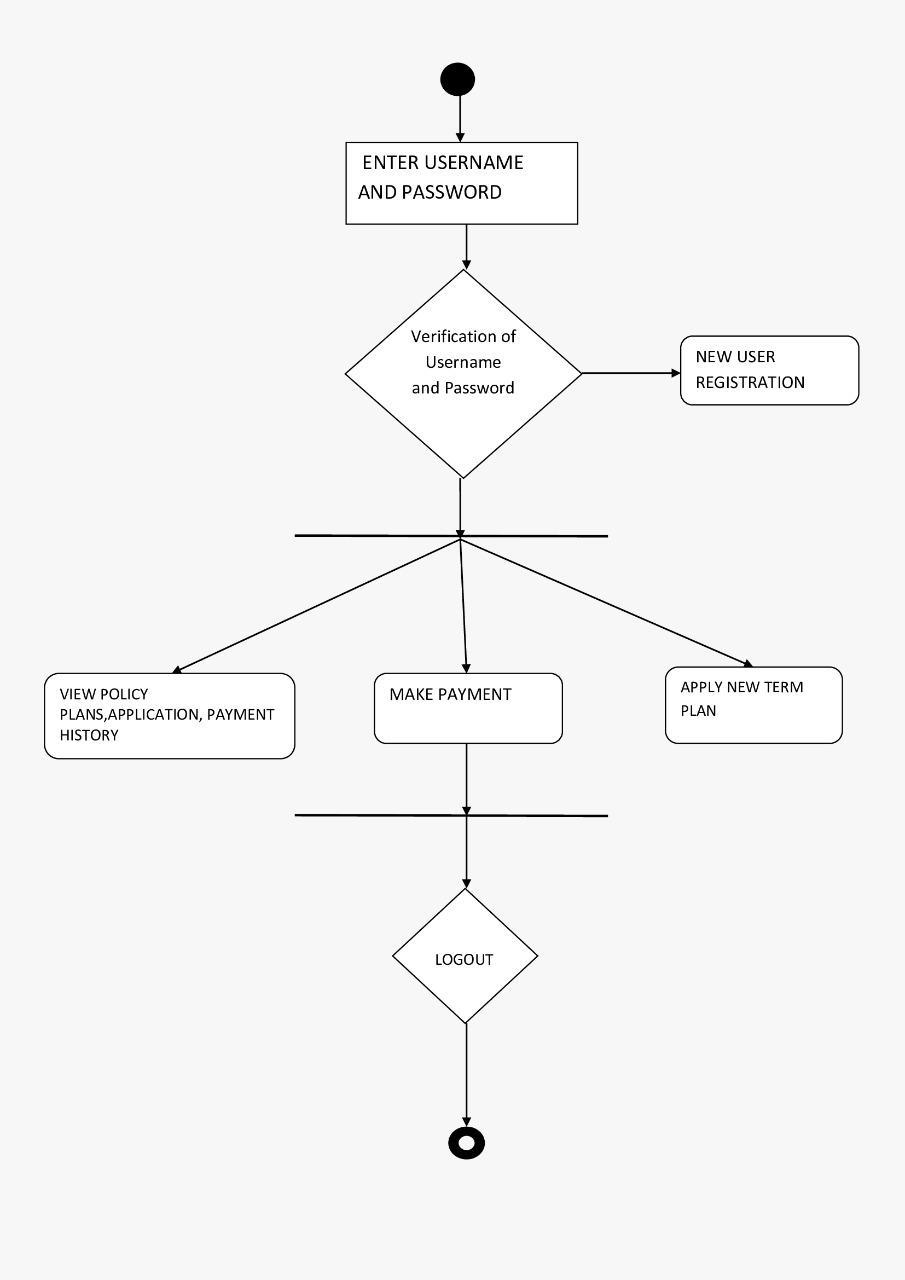 ENTER USERNAME
AND PASSWORD
Verification of
Username
and Password
NEW USER
REGISTRATION
VIEW POLICY
PLANS,APPLICATION, PAYMENT
HISTORY
MAKE PAYMENT
APPLY NEW TERM
PLAN
LOGOUT